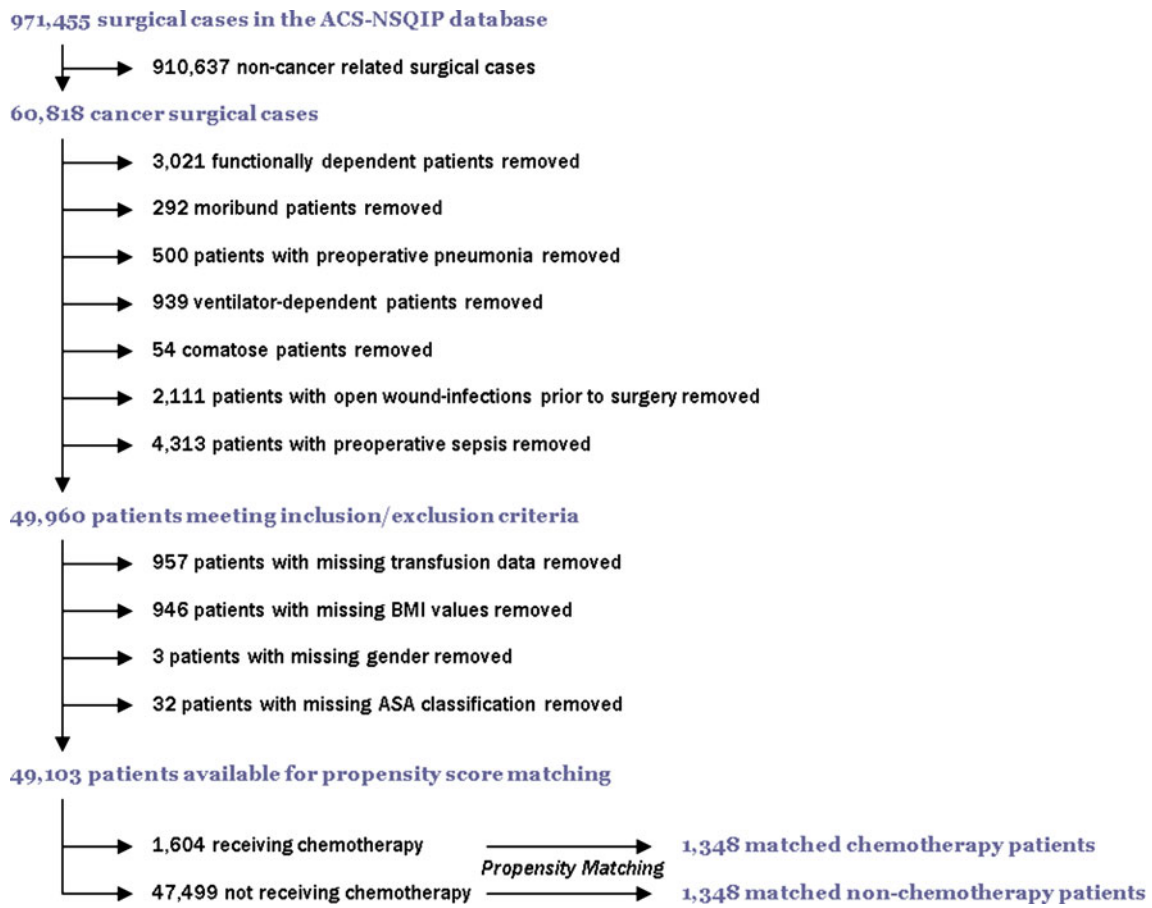 971,455 surgical cases in the ACS-NSQIP database
910,637 non-cancer related surgical cases
60,818 cancer surgical cases
3,021 functionally dependent patients removed
292 moribund patients removed
500 patients with preoperative pneumonia removed
939 ventilator-dependent patients removed
54 comatose patients removed
2,111 patients with open wound-infections prior to surgery removed
4,313 patients with preoperative sepsis removed
49,960 patients meeting inclusion/exclusion criteria
957 patients with missing transfusion data removed
946 patients with missing BMI values removed
3 patients with missing gender removed
32 patients with missing ASA classification removed
49,103 patients available for propensity score matching
1,604 receiving chemotherapy
1,348 matched chemotherapy patients
Propensity Matching
47,499 not receiving chemotherapy
1,348 matched non-chemotherapy patients